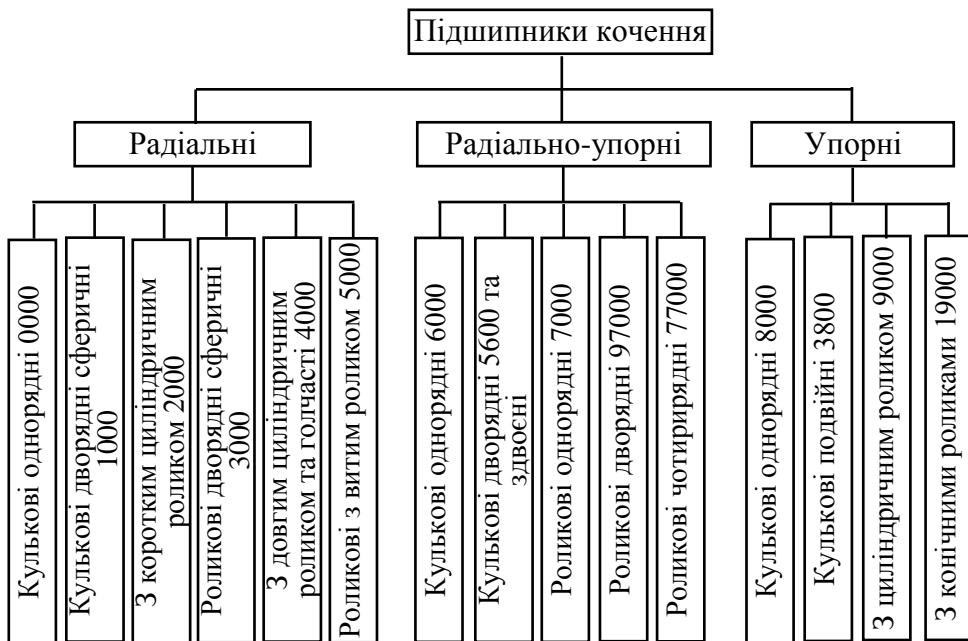 Підшипники кочення
Радіальні
Радіально-упорні
Упорні
Кулькові однорядні 0000
Кулькові дворядні сферичні
1000
З коротким циліндричним
роликом 2000
Роликові дворядні сферичні
3000
З довгим циліндричним
роликом та голчасті 4000
Роликові з витим роликом 5000
Кулькові однорядні 6000
Кулькові дворядні 5600 та
здвоєні
Роликові однорядні 7000
Роликові дворядні 97000
Роликові чотирирядні 77000
Кулькові однорядні 8000
Кулькові подвійні 3800
З циліндричним роликом 9000
З конічними роликами 19000